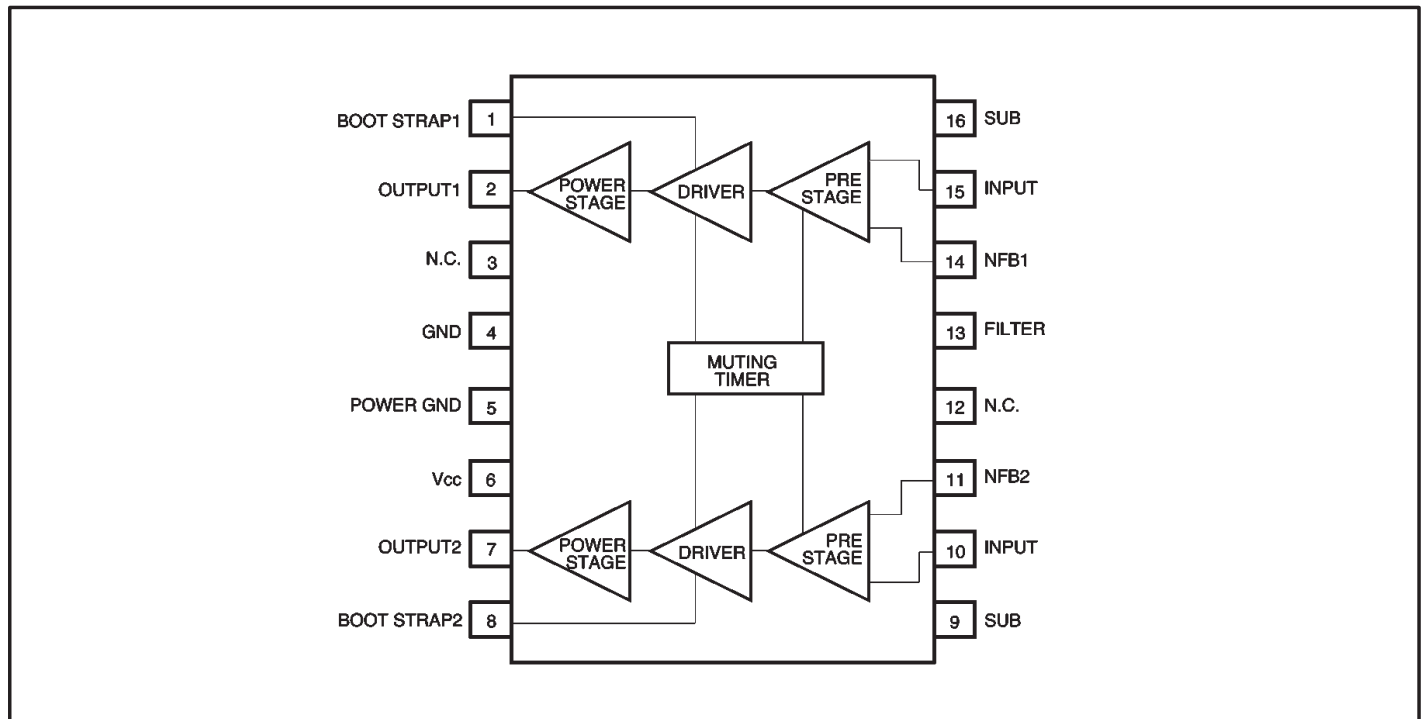 BOOT STRAP1 1
16 SUB
OUTPUT1 2
POWER
STAGE
DRIVER
PRE
STAGE
15 INPUT
N.C. 3
14 NFB1
GND 4
13 FILTER
MUTING
TIMER
POWER GND 5
12 N.C.
Vcc 6
11 NFB2
OUTPUT2 7
POWER
STAGE
DRIVER
PRE
STAGE
10 INPUT
BOOT STRAP2 8
9 SUB